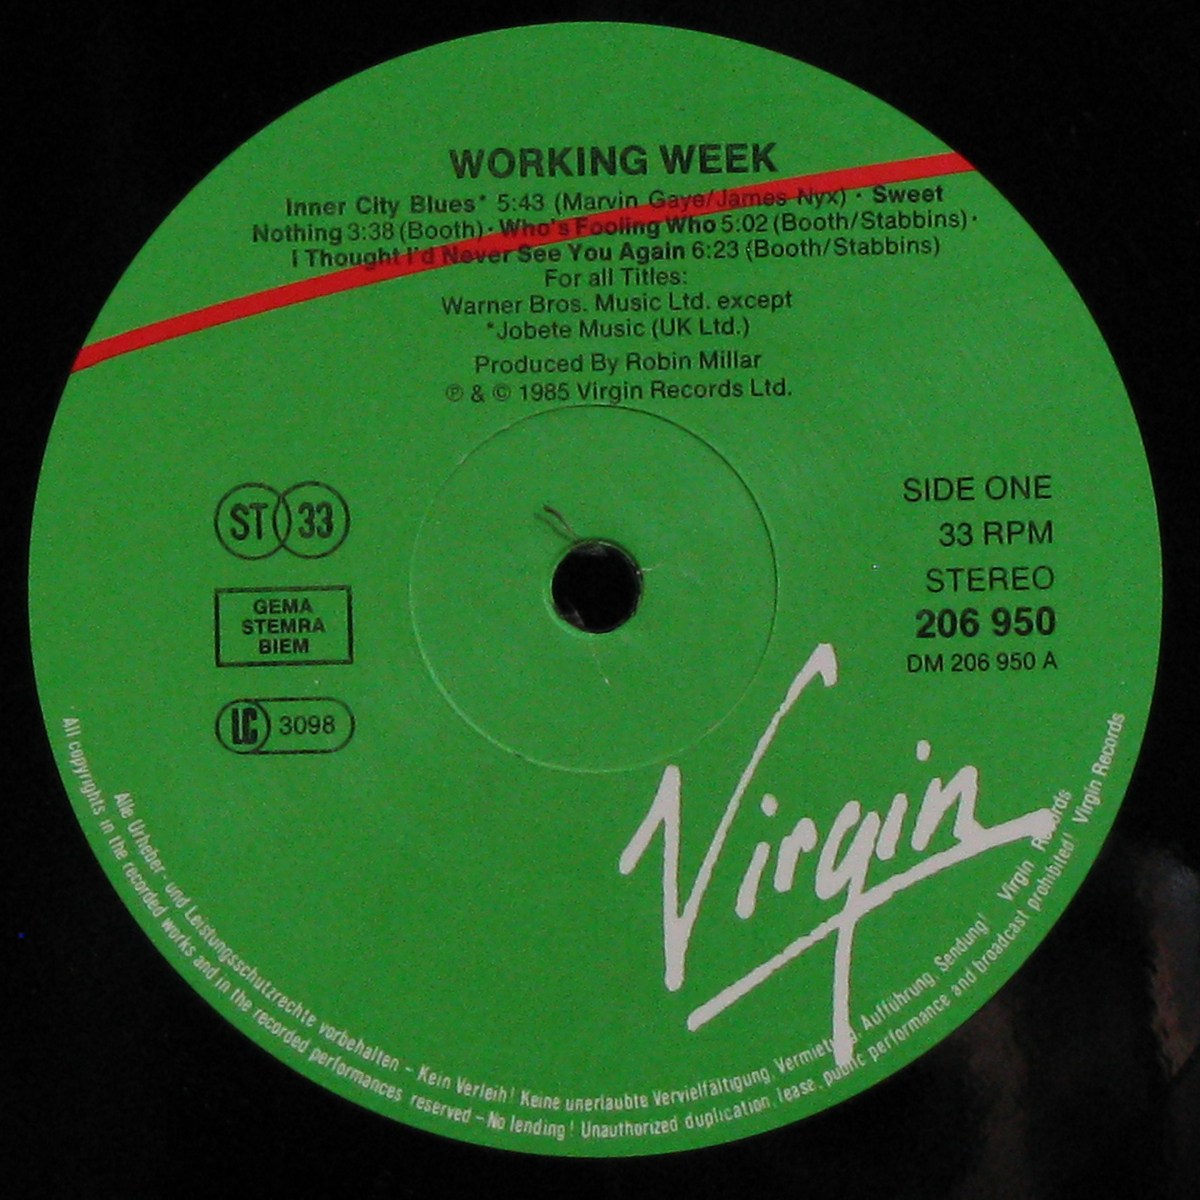 WORKING WEEK
Inner City Blues* 5:43 (Marvin Gaye/James Nyx) · Sweet
Nothing 3:38 (Booth) · Who's Fooling Who 5:02 (Booth/Stabbins) ·
I Thought I'd Never See You Again 6:23 (Booth/Stabbins)
For all Titles:
Warner Bros. Music Ltd. except
*Jobete Music (UK Ltd.)
Produced By Robin Millar
℗ & © 1985 Virgin Records Ltd.
ST 33
GEMA
STEMRA
BIEM
LC 3098
SIDE ONE
33 RPM
STEREO
206 950
DM 206 950 A
Virgin
Alle Urheber- und Leistungsschutzrechte vorbehalten - Kein Verleih! Keine unerlaubte Vervielfältigung, Vermietung, Aufführung, Sendung! Virgin Records
All copyrights in the recorded works and in the recorded performances reserved - No lending! Unauthorized duplication, lease, public performance and broadcast prohibited! Virgin Records